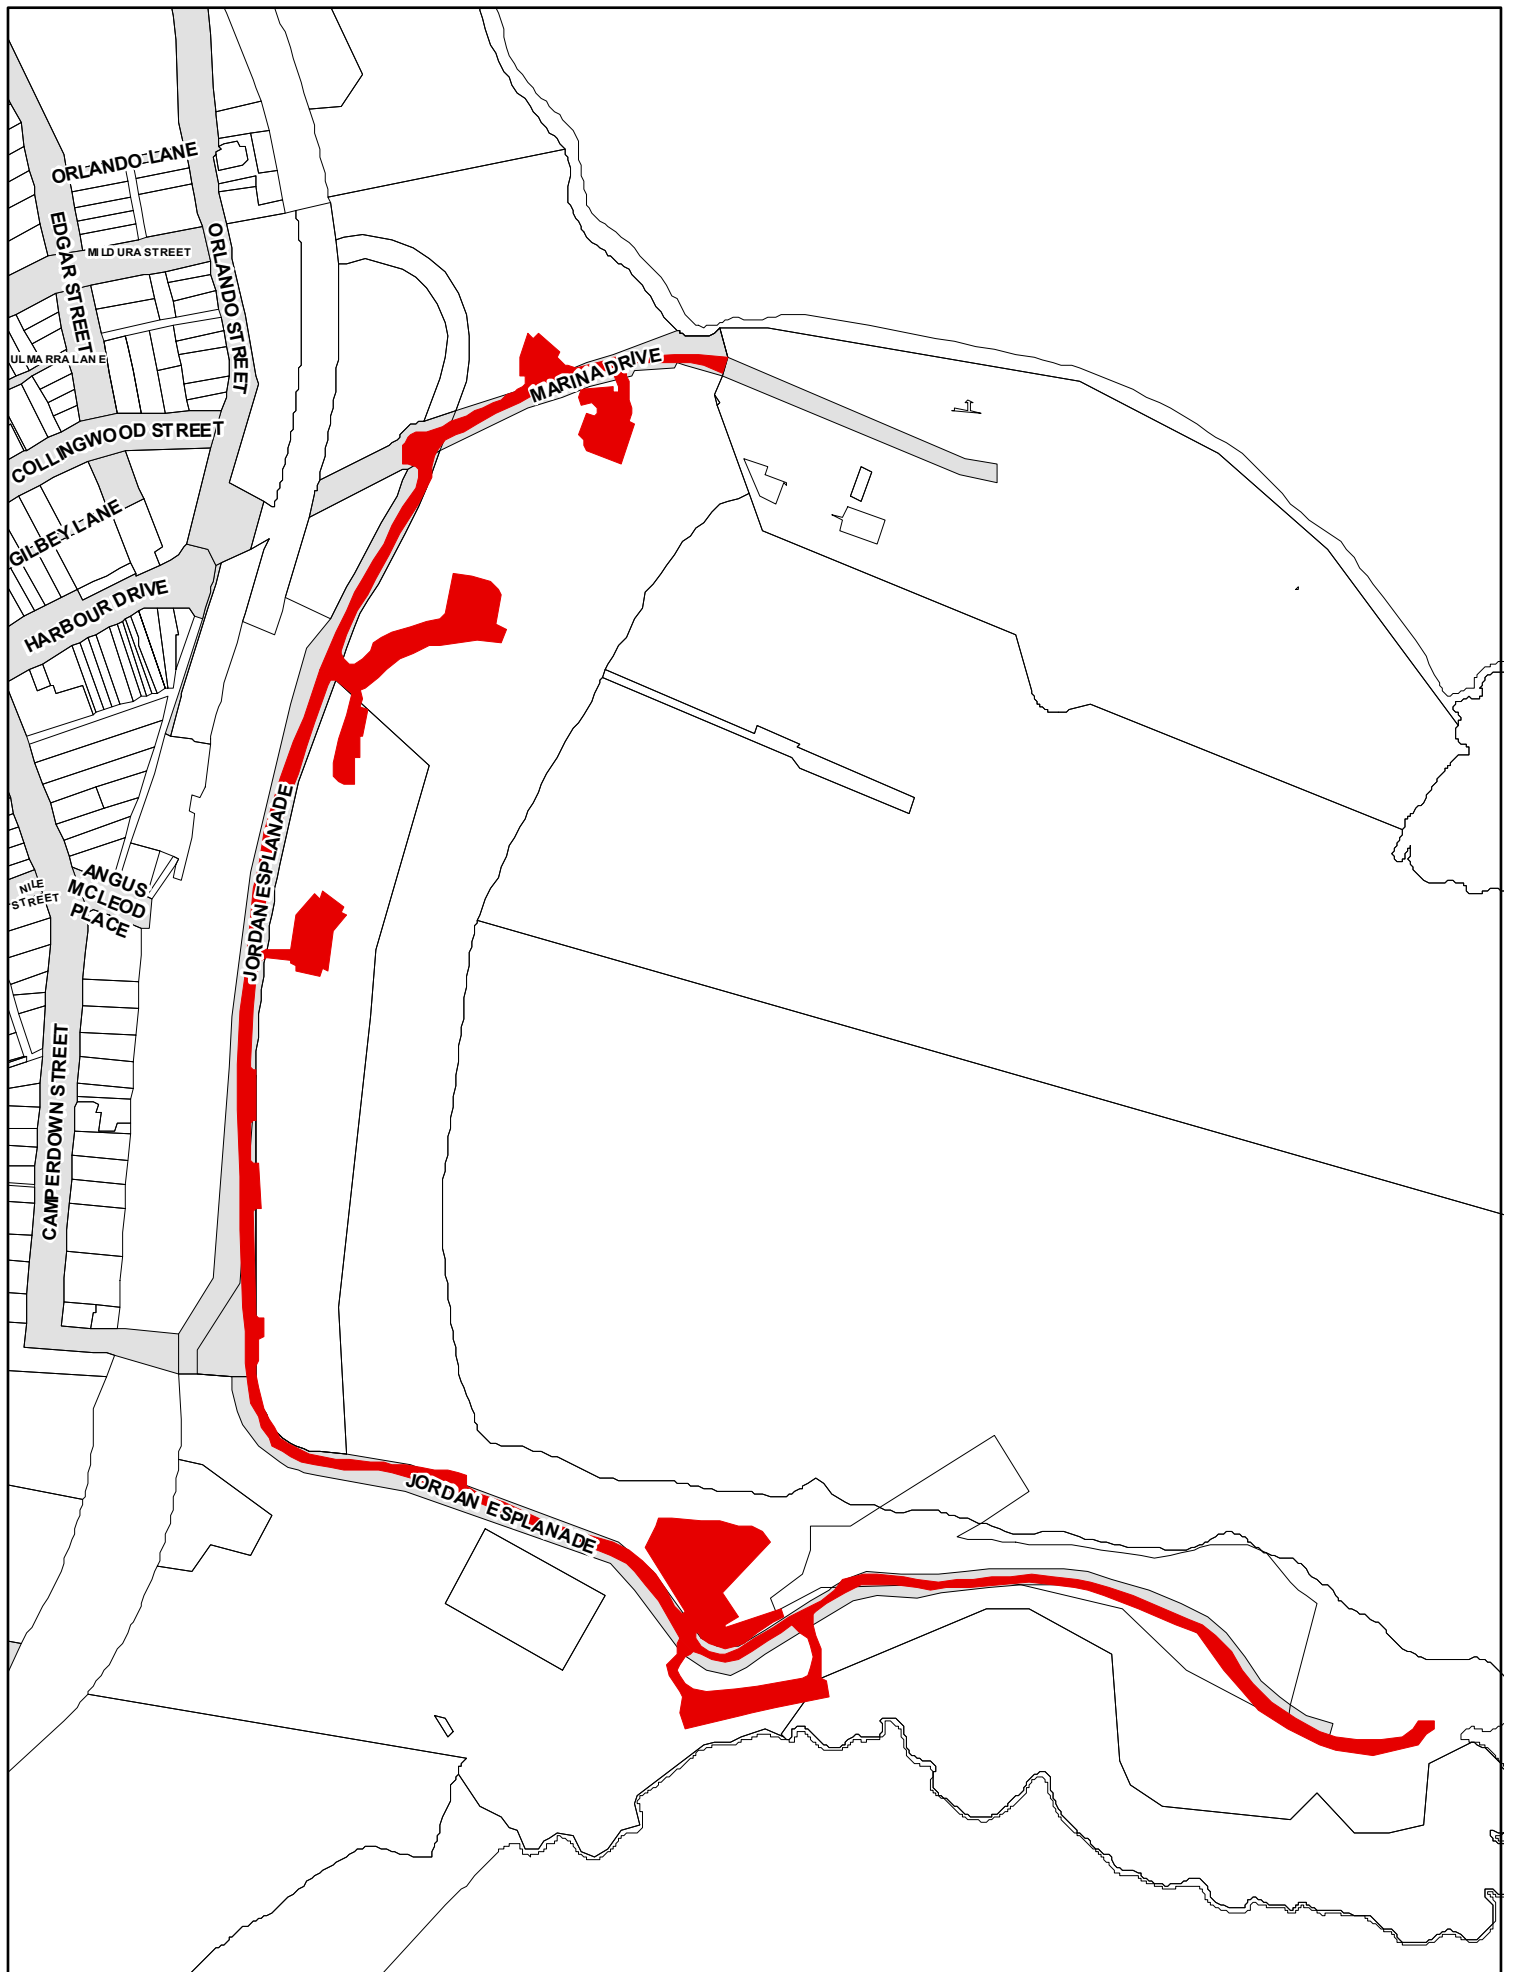 ORLANDO LANE
EDGAR STREET
MILDURA STREET
ORLANDO STREET
ULMARRA LANE
MARINA DRIVE
COLLINGWOOD STREET
GILBEY LANE
HARBOUR DRIVE
JORDAN ESPLANADE
NILE
STREET
ANGUS
MCLEOD
PLACE
CAMPERDOWN STREET
JORDAN ESPLANADE